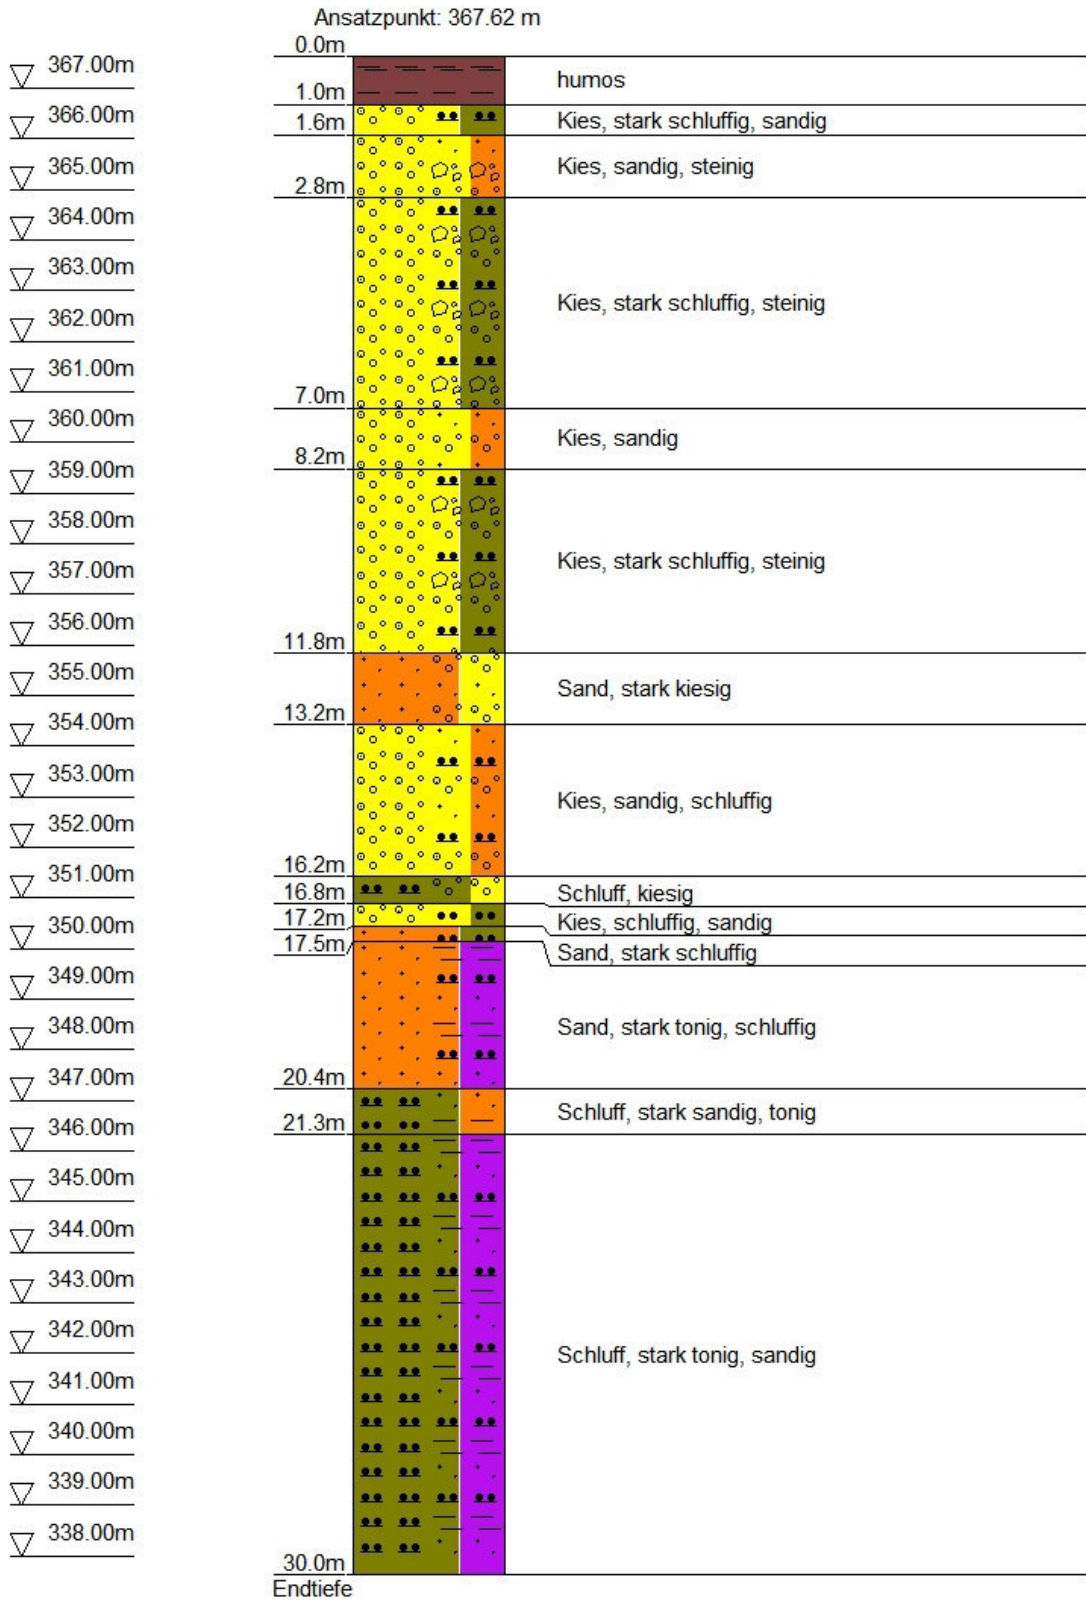 Ansatzpunkt: 367.62 m
0.0m
367.00m
humos
1.0m
366.00m
1.6m
Kies, stark schluffig, sandig
365.00m
Kies, sandig, steinig
2.8m
364.00m
363.00m
Kies, stark schluffig, steinig
362.00m
361.00m
7.0m
360.00m
Kies, sandig
8.2m
359.00m
358.00m
Kies, stark schluffig, steinig
357.00m
356.00m
11.8m
355.00m
Sand, stark kiesig
13.2m
354.00m
353.00m
Kies, sandig, schluffig
352.00m
16.2m
351.00m
16.8m
Schluff, kiesig
17.2m
Kies, schluffig, sandig
350.00m
17.5m
Sand, stark schluffig
349.00m
Sand, stark tonig, schluffig
348.00m
347.00m
20.4m
Schluff, stark sandig, tonig
346.00m
21.3m
345.00m
344.00m
343.00m
342.00m
Schluff, stark tonig, sandig
341.00m
340.00m
339.00m
338.00m
30.0m
Endtiefe